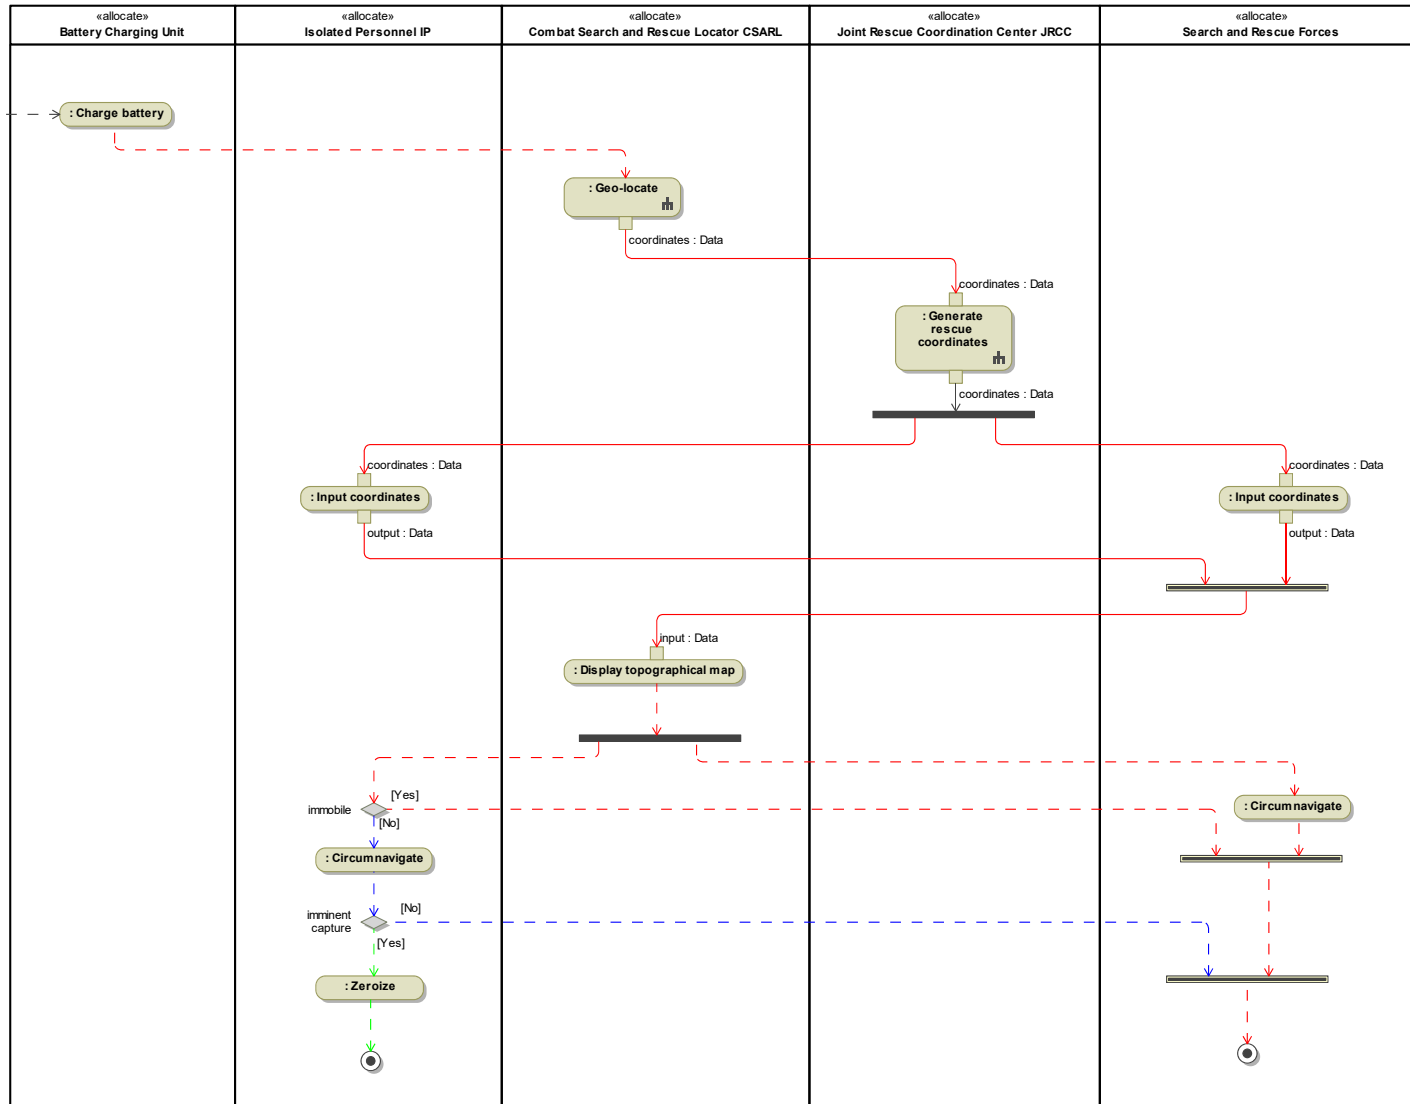 «allocate»
Battery Charging Unit
«allocate»
Isolated Personnel IP
«allocate»
Combat Search and Rescue Locator CSARL
«allocate»
Joint Rescue Coordination Center JRCC
«allocate»
Search and Rescue Forces
: Charge battery
: Geo-locate
coordinates : Data
coordinates : Data
: Generate
rescue
coordinates
coordinates : Data
coordinates : Data
coordinates : Data
: Input coordinates
: Input coordinates
output : Data
output : Data
input : Data
: Display topographical map
[Yes]
immobile
[No]
: Circumnavigate
: Circumnavigate
[No]
imminent
capture
[Yes]
: Zeroize